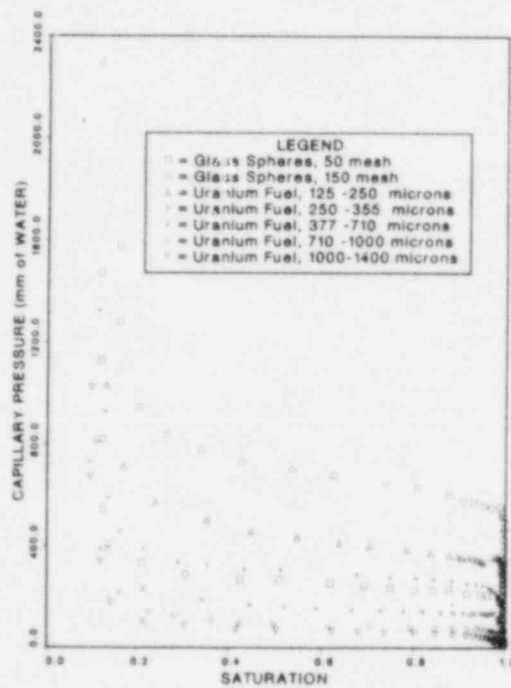 2400.0
2000.0
1600.0
1200.0
800.0
400.0
0.0
CAPILLARY PRESSURE (mm of WATER)
LEGEND
□ = Glass Spheres, 50 mesh
= Glass Spheres, 150 mesh
△ = Uranium Fuel, 125 -250 microns
= Uranium Fuel, 250 -355 microns
= Uranium Fuel, 377 -710 microns
= Uranium Fuel, 710 -1000 microns
= Uranium Fuel, 1000-1400 microns
0.0 0.2 0.4 0.6 0.8 1.0
SATURATION